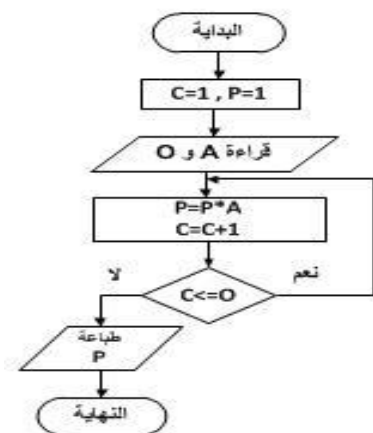 البداية
C=1 , P=1
قراءة A و O
P=P*A
C=C+1
لا
نعم
C<=O
طباعة
P
النهاية